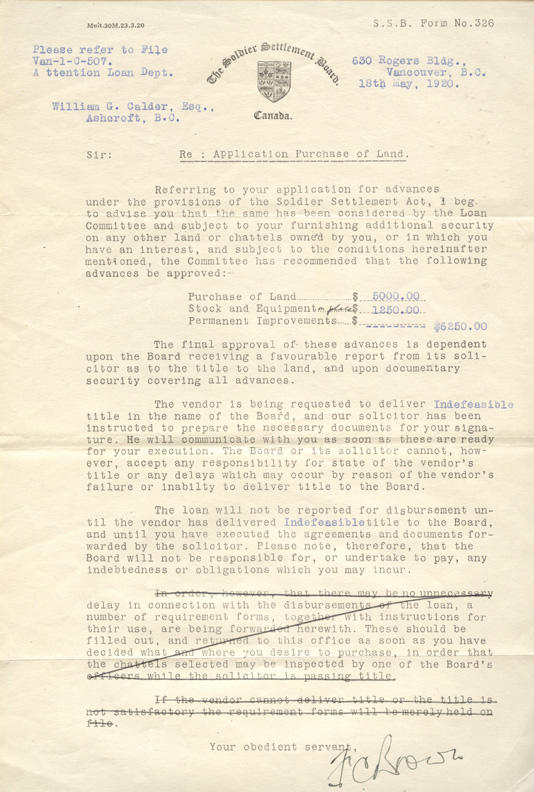 Mult.30M.23.3.20
S.S.B. Form No.326
Please refer to File
Van-1-C-507.
Attention Loan Dept.
The Soldier Settlement Board.
Canada.
630 Rogers Bldg.,
Vancouver, B.C.
18th May, 1920.
William G. Calder, Esq.,
Ashcroft, B.C.
Sir: Re : Application Purchase of Land.
Referring to your application for advances
under the provisions of the Soldier Settlement Act, I beg
to advise you that the same has been considered by the Loan
Committee and subject to your furnishing additional security
on any other land or chattels owned by you, or in which you
have an interest, and subject to the conditions hereinafter
mentioned, the Committee has recommended that the following
advances be approved:-
Purchase of Land $ 5000.00
Stock and Equipment $ 1250.00
Permanent Improvements $ --------- $6250.00
The final approval of these advances is dependent
upon the Board receiving a favourable report from its soli-
citor as to the title to the land, and upon documentary
security covering all advances.
The vendor is being requested to deliver Indefeasible
title in the name of the Board, and our solicitor has been
instructed to prepare the necessary documents for your signa-
ture. He will communicate with you as soon as these are ready
for your execution. The Board or its solicitor cannot, how-
ever, accept any responsibility for state of the vendor's
title or any delays which may occur by reason of the vendor's
failure or inabilty to deliver title to the Board.
The loan will not be reported for disbursement un-
til the vendor has delivered Indefeasible title to the Board,
and until you have executed the agreements and documents for-
warded by the solicitor. Please note, therefore, that the
Board will not be responsible for, or undertake to pay, any
indebtedness or obligations which you may incur.
In order, however, that there may be no unnecessary
delay in connection with the disbursements of the loan, a
number of requirement forms, together with instructions for
their use, are being forwarded herewith. These should be
filled out, and returned to this office as soon as you have
decided what and where you desire to purchase, in order that
the chattels selected may be inspected by one of the Board's
officers while the solicitor is passing title.
If the vendor cannot deliver title or the title is
not satisfactory the requirement forms will be merely held on
file.
Your obedient servant,
F C Brown